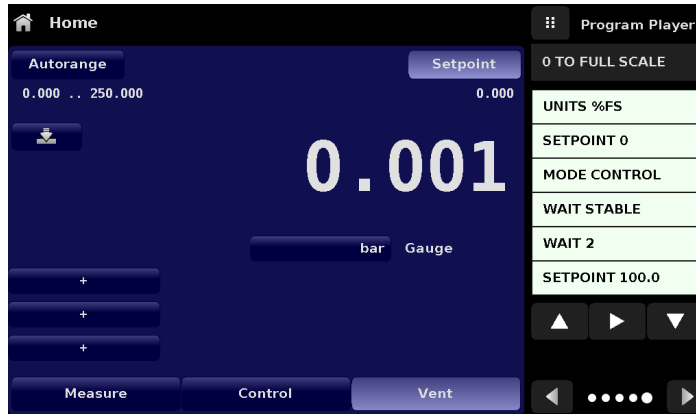 Home
Program Player
Autorange
Setpoint
0 TO FULL SCALE
0.000 .. 250.000
0.000
UNITS %FS
SETPOINT 0
0.001
MODE CONTROL
WAIT STABLE
bar Gauge
WAIT 2
SETPOINT 100.0
+
+
+
Measure
Control
Vent